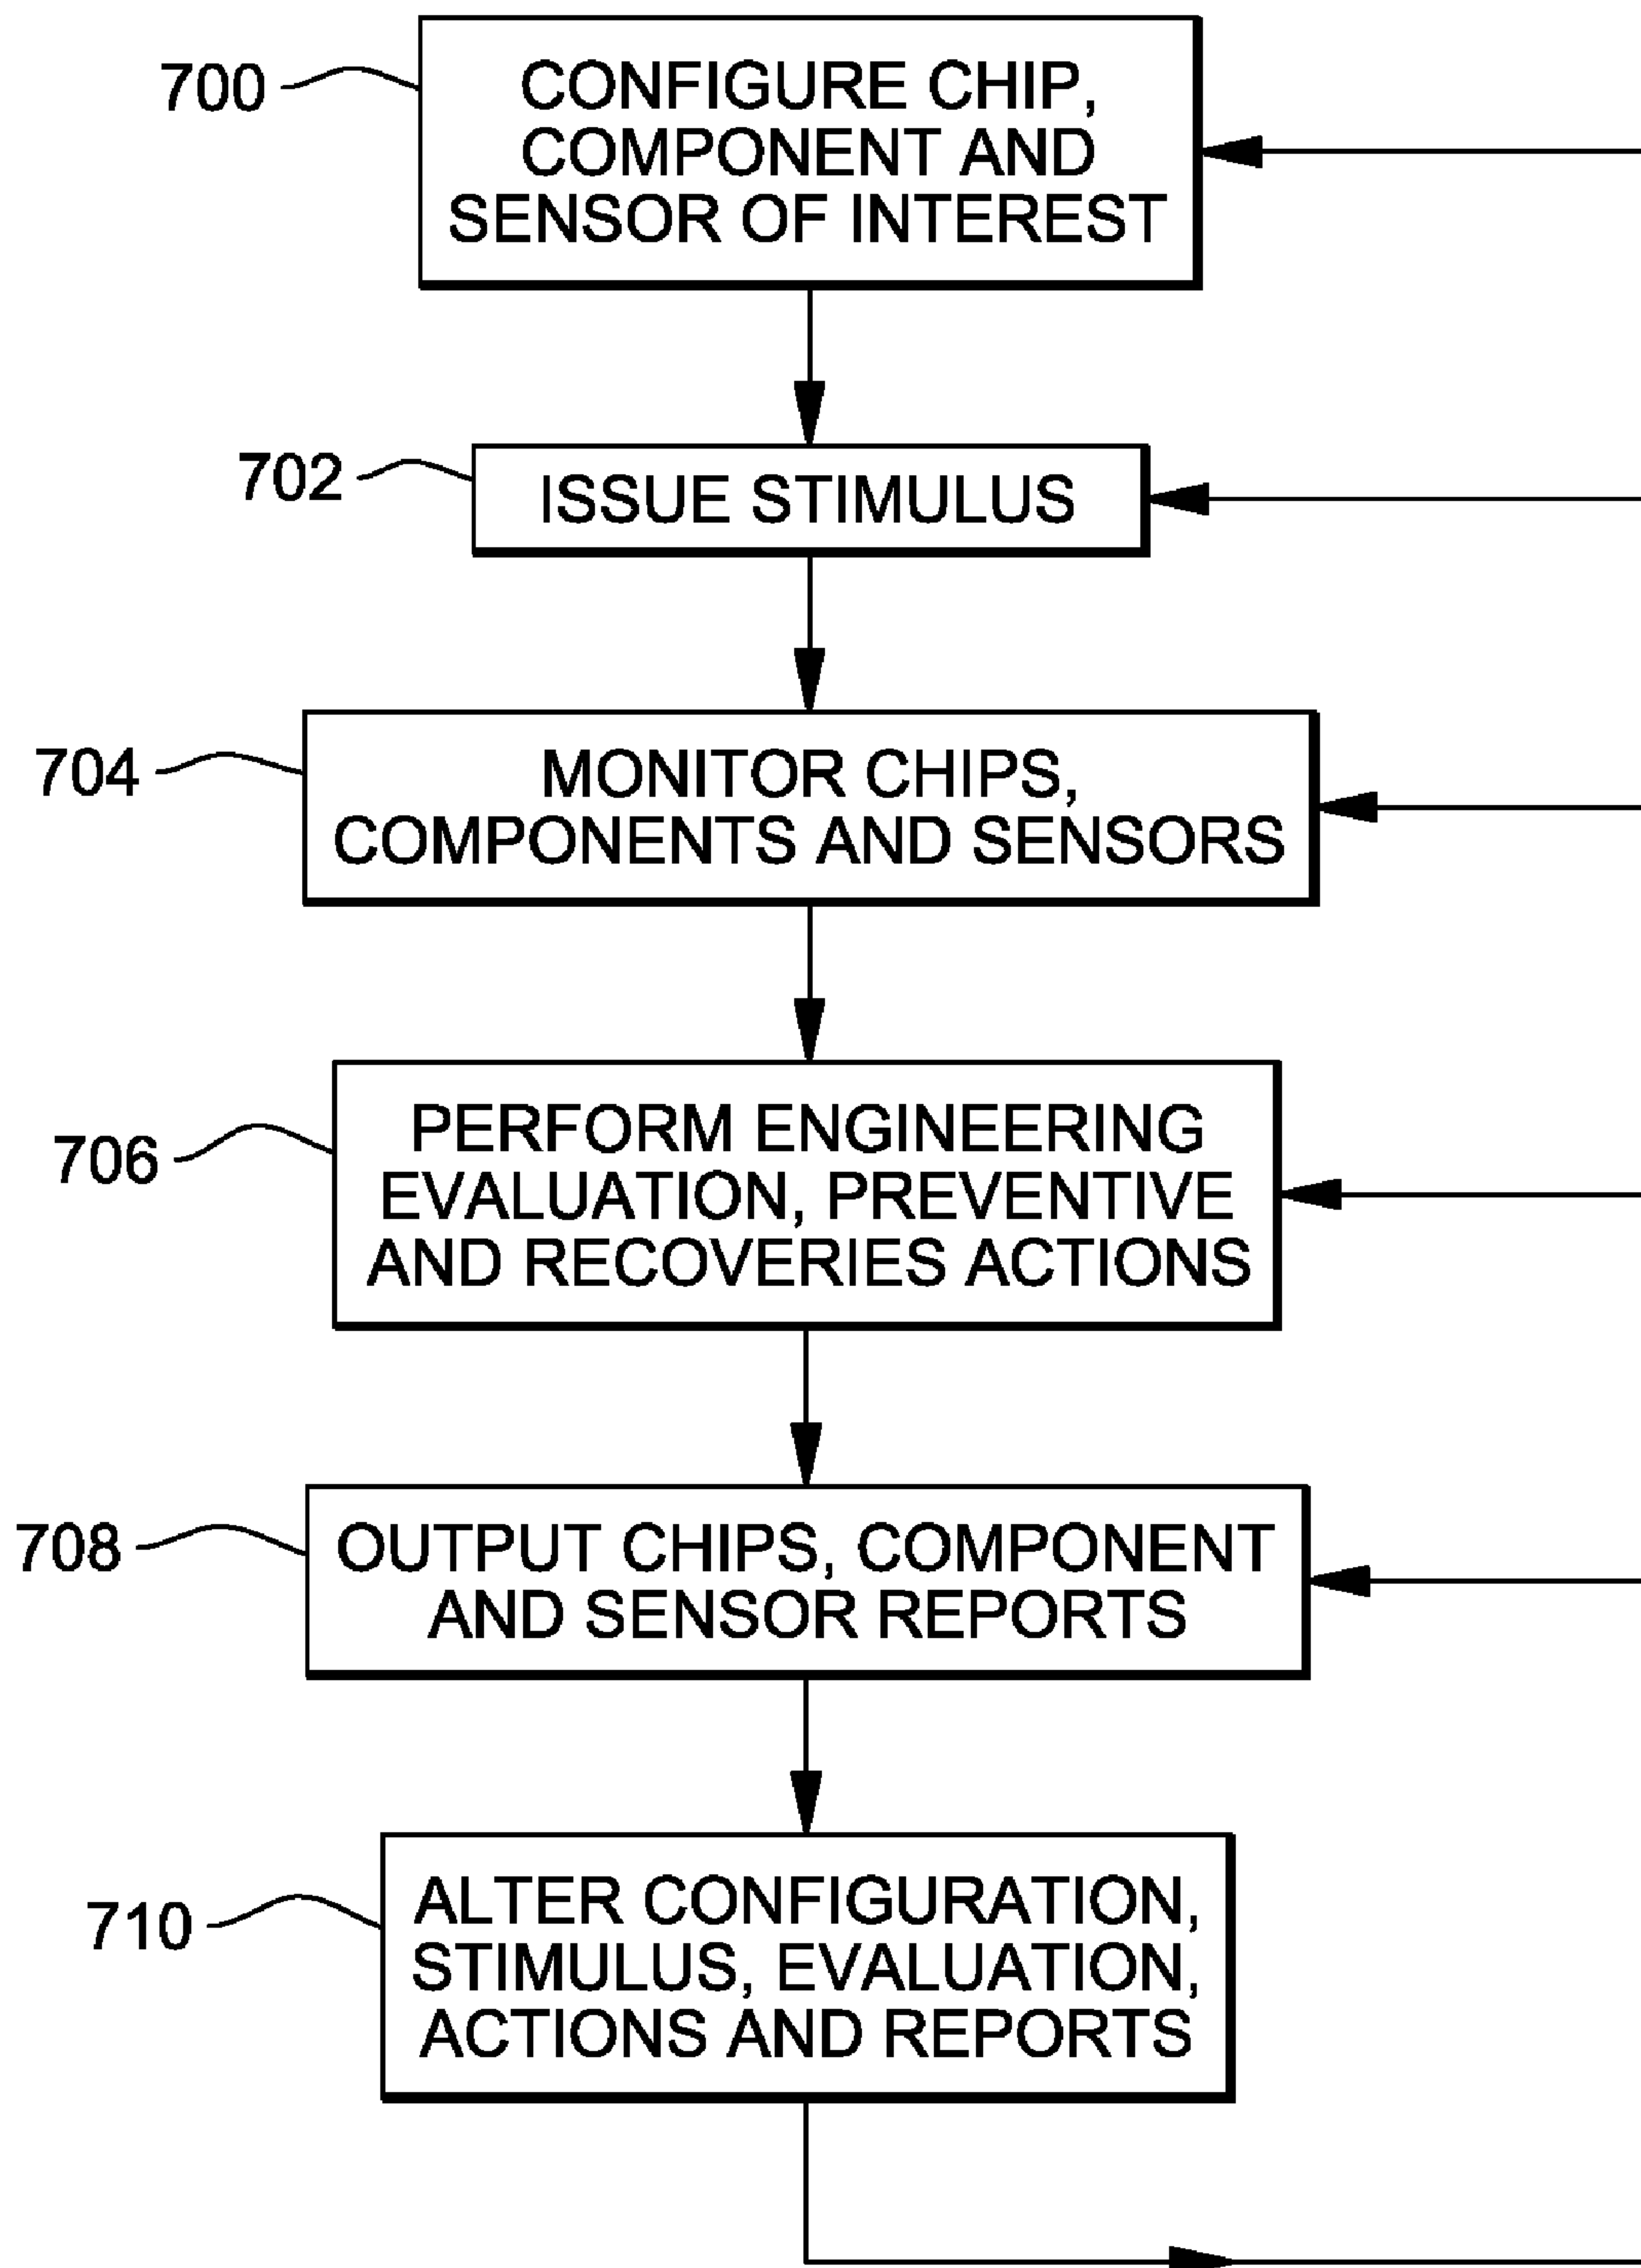 700
CONFIGURE CHIP,
COMPONENT AND
SENSOR OF INTEREST
702
ISSUE STIMULUS
704
MONITOR CHIPS,
COMPONENTS AND SENSORS
706
PERFORM ENGINEERING
EVALUATION, PREVENTIVE
AND RECOVERIES ACTIONS
708
OUTPUT CHIPS, COMPONENT
AND SENSOR REPORTS
710
ALTER CONFIGURATION,
STIMULUS, EVALUATION,
ACTIONS AND REPORTS